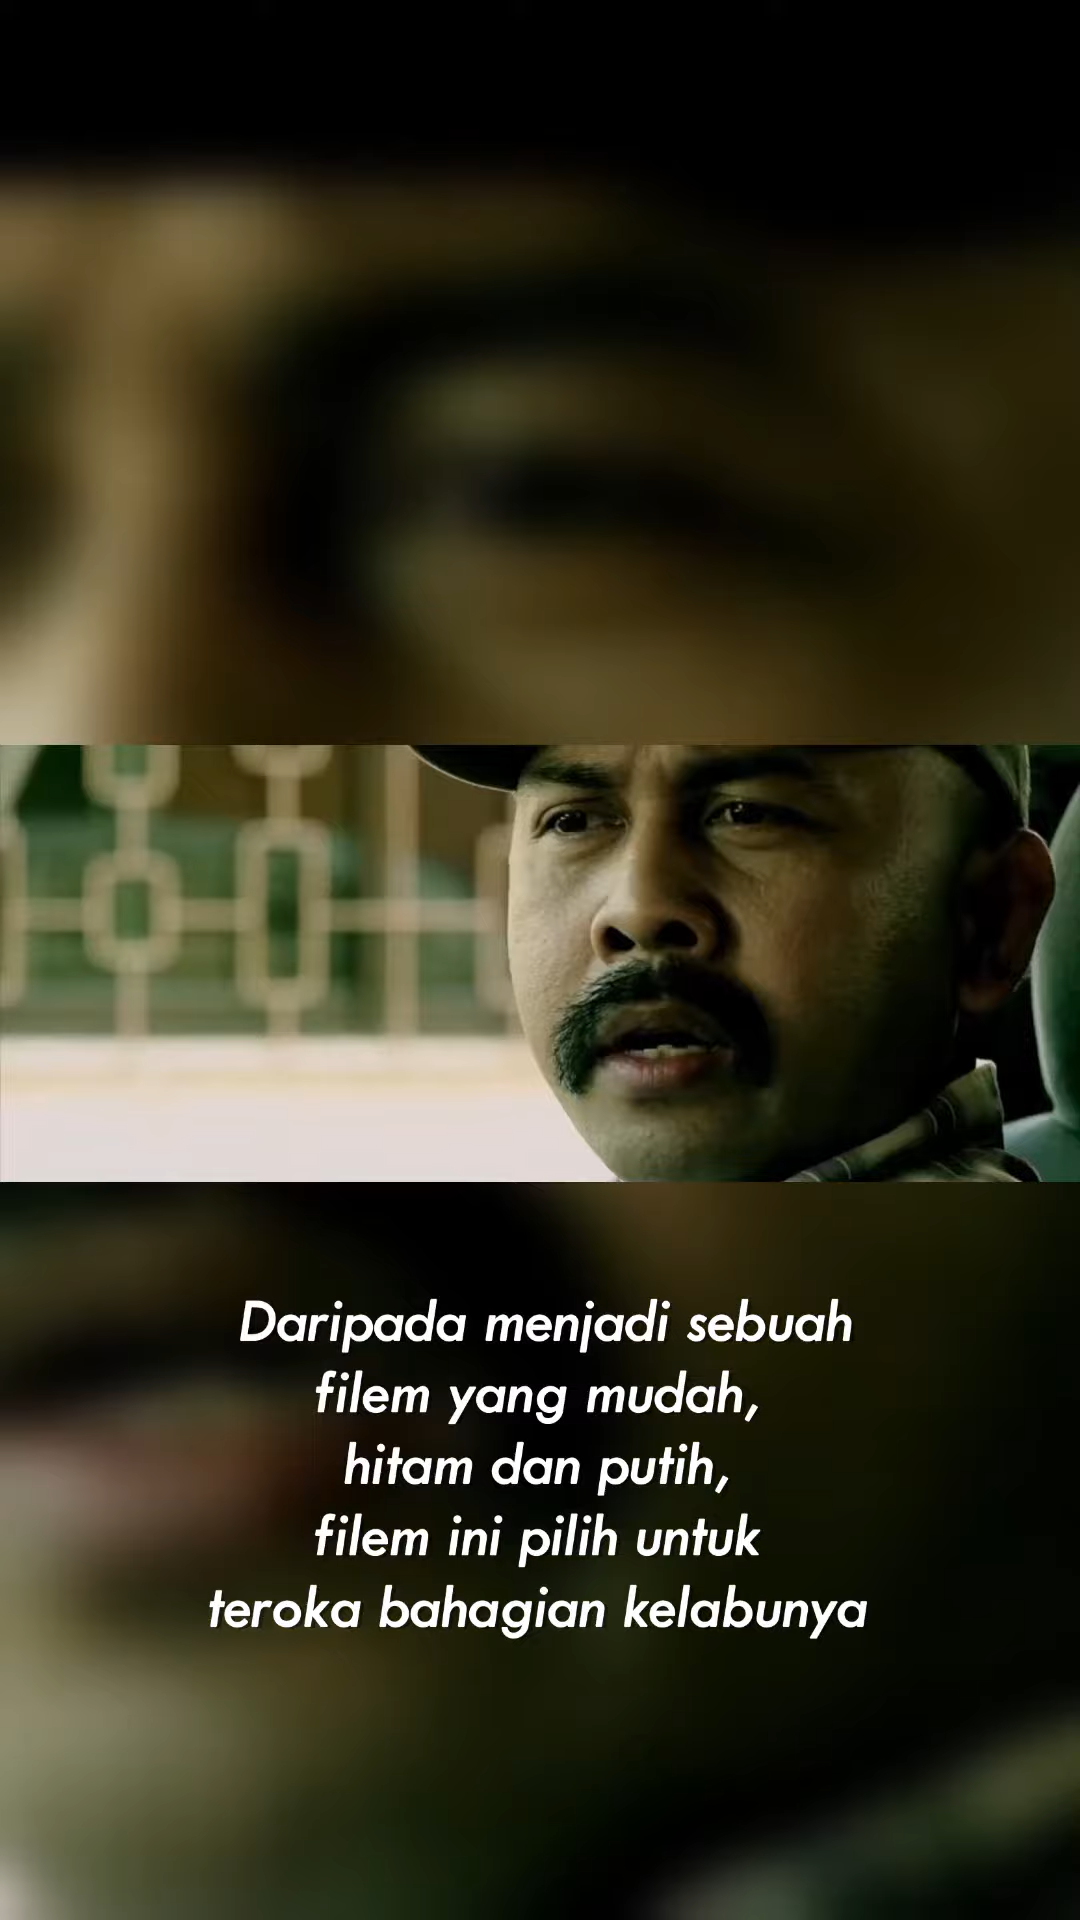 Daripada menjadi sebuah
filem yang mudah,
hitam dan putih,
filem ini pilih untuk
teroka bahagian kelabunya